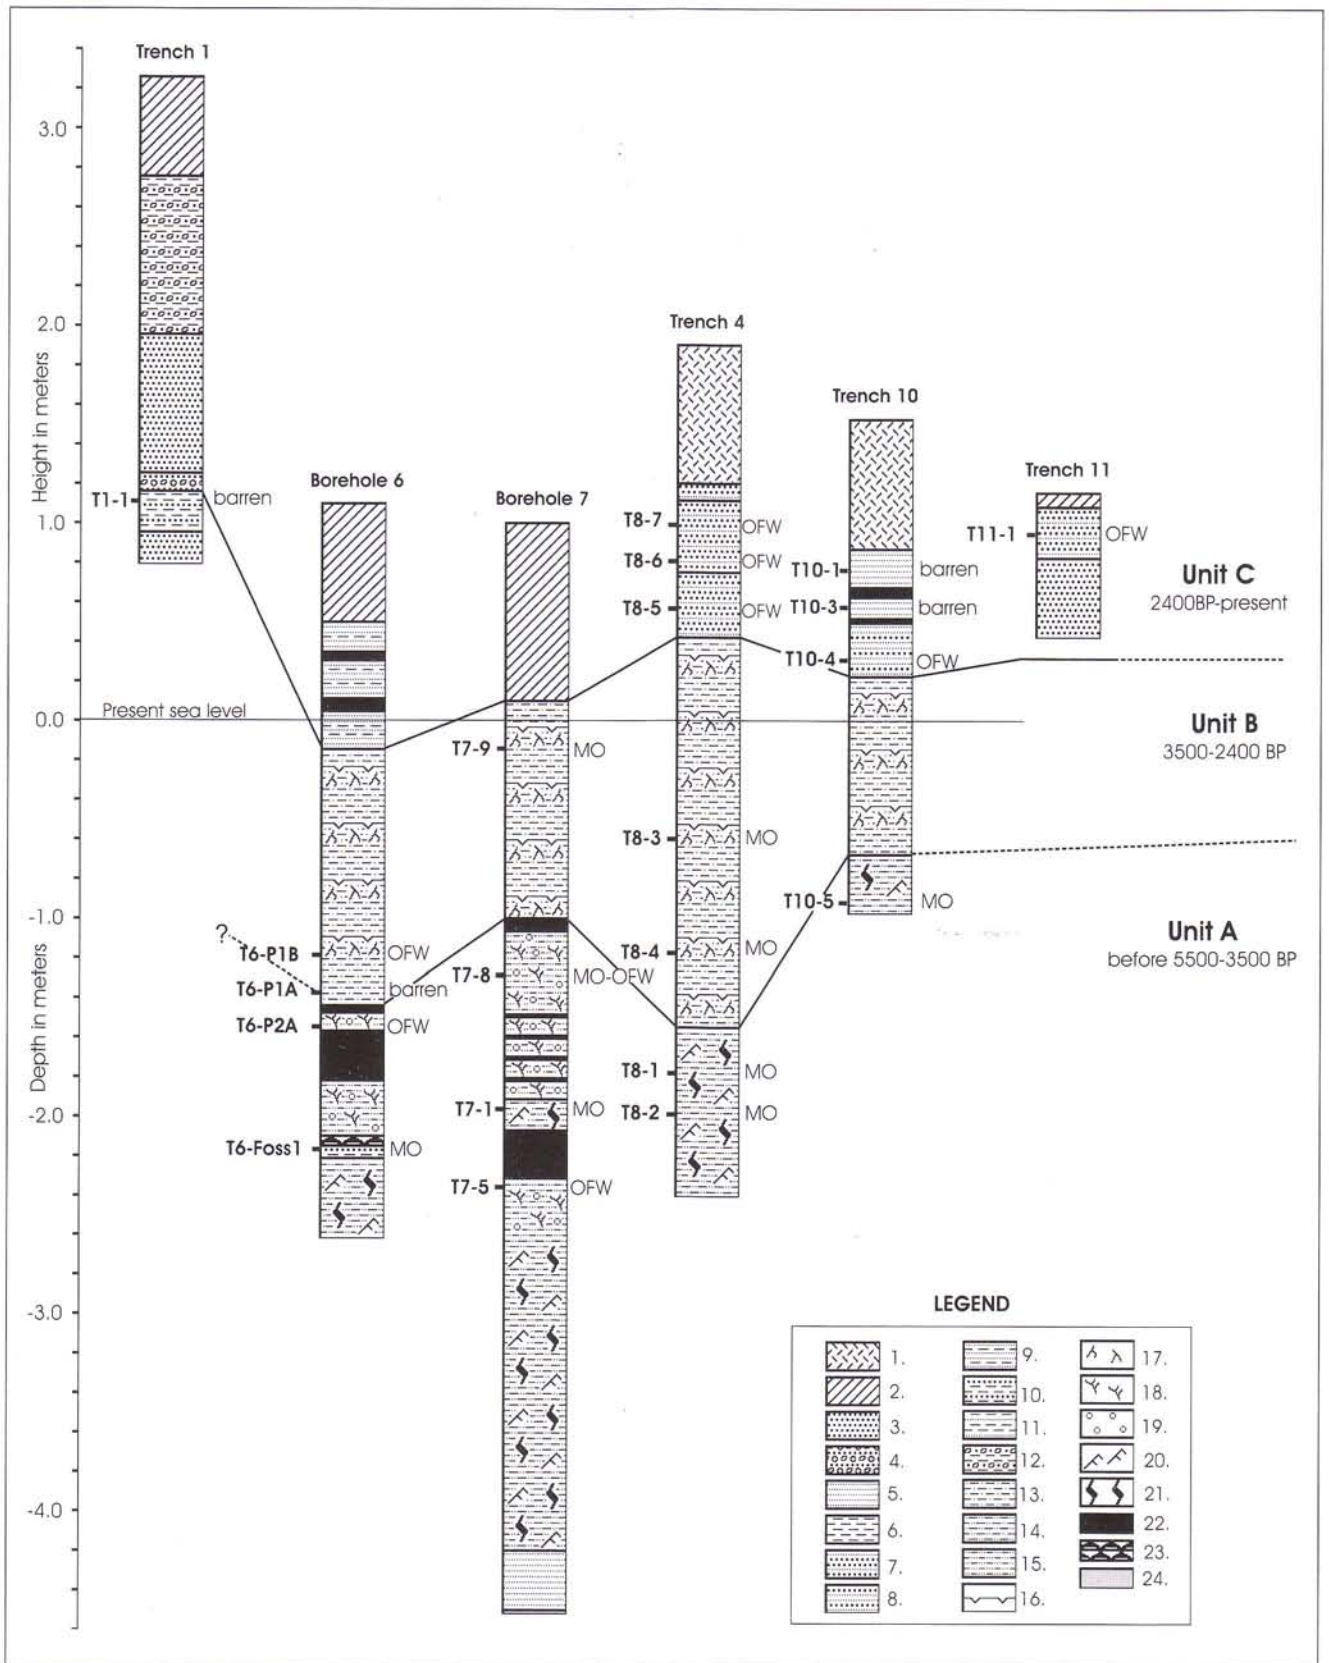 Trench 1
3.0
2.0
Height in meters
Trench 4
Trench 10
Borehole 6
Borehole 7
Trench 11
T1-1
barren
1.0
T8-7
OFW
T11-1
OFW
T8-6
OFW
T10-1
barren
Unit C
2400BP-present
T8-5
OFW
T10-3
barren
T10-4
OFW
0.0
Present sea level
Unit B
3500-2400 BP
T7-9
MO
T8-3
MO
-1.0
T10-5
MO
Unit A
before 5500-3500 BP
?
T6-P1B
OFW
T8-4
MO
T7-8
MO-OFW
T6-P1A
barren
T6-P2A
OFW
Depth in meters
T8-1
MO
-2.0
T7-1
MO
T8-2
MO
T6-Foss1
MO
T7-5
OFW
-3.0
LEGEND
1.
2.
3.
4.
5.
6.
7.
8.
9.
10.
11.
12.
13.
14.
15.
16.
17.
18.
19.
20.
21.
22.
23.
24.
-4.0